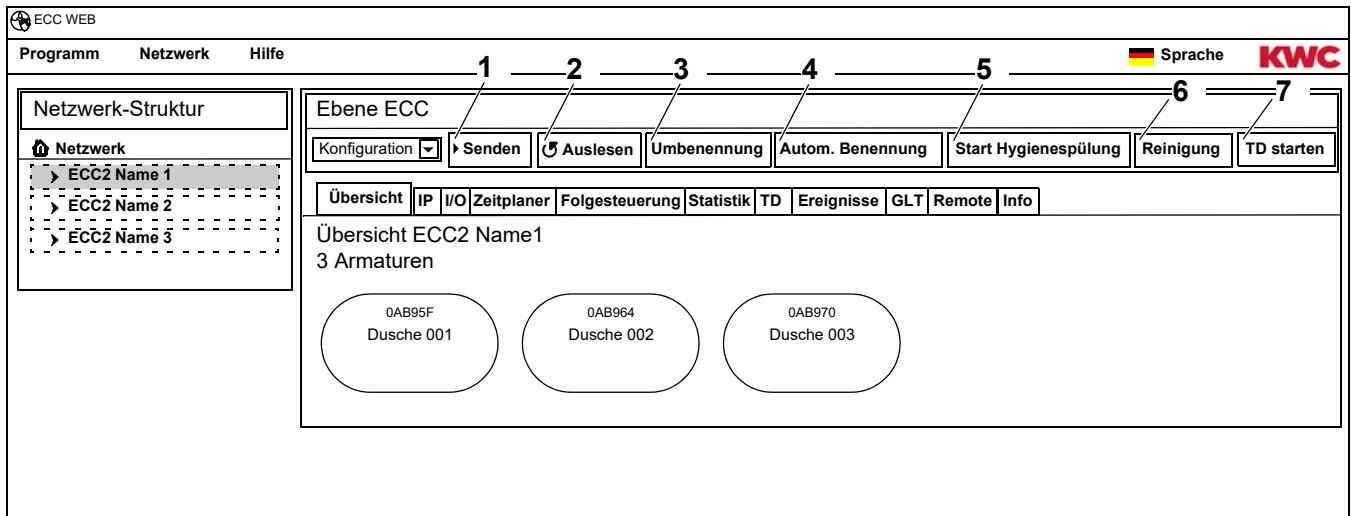 ECC WEB
Programm Netzwerk Hilfe Sprache KWC
1 2 3 4 5 6 7
Netzwerk-Struktur
Netzwerk
ECC2 Name 1
ECC2 Name 2
ECC2 Name 3
Ebene ECC
Konfiguration Senden Auslesen Umbenennung Autom. Benennung Start Hygienespülung Reinigung TD starten
Übersicht IP I/O Zeitplaner Folgesteuerung Statistik TD Ereignisse GLT Remote Info
Übersicht ECC2 Name1
3 Armaturen
0AB95F
Dusche 001
0AB964
Dusche 002
0AB970
Dusche 003